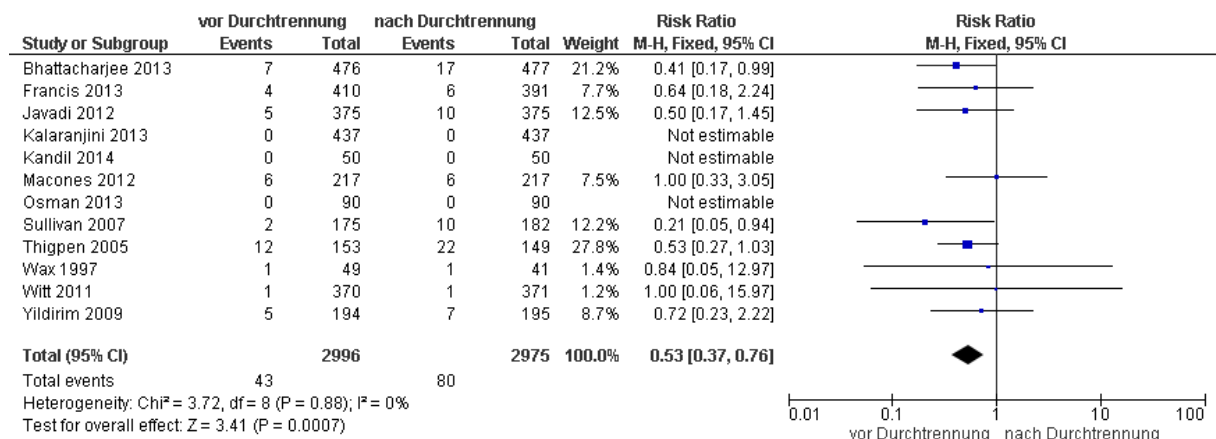 vor Durchtrennung nach Durchtrennung Risk Ratio Risk Ratio
Study or Subgroup Events Total Events Total Weight M-H, Fixed, 95% CI M-H, Fixed, 95% CI
Bhattacharjee 2013 7 476 17 477 21.2% 0.41 [0.17, 0.99]
Francis 2013 4 410 6 391 7.7% 0.64 [0.18, 2.24]
Javadi 2012 5 375 10 375 12.5% 0.50 [0.17, 1.45]
Kalaranjini 2013 0 437 0 437 Not estimable
Kandil 2014 0 50 0 50 Not estimable
Macones 2012 6 217 6 217 7.5% 1.00 [0.33, 3.05]
Osman 2013 0 90 0 90 Not estimable
Sullivan 2007 2 175 10 182 12.2% 0.21 [0.05, 0.94]
Thigpen 2005 12 153 22 149 27.8% 0.53 [0.27, 1.03]
Wax 1997 1 49 1 41 1.4% 0.84 [0.05, 12.97]
Witt 2011 1 370 1 371 1.2% 1.00 [0.06, 15.97]
Yildirim 2009 5 194 7 195 8.7% 0.72 [0.23, 2.22]
Total (95% CI) 2996 2975 100.0% 0.53 [0.37, 0.76]
Total events 43 80
Heterogeneity: Chi² = 3.72, df = 8 (P = 0.88); I² = 0%
Test for overall effect: Z = 3.41 (P = 0.0007)
0.01 0.1 1 10 100
vor Durchtrennung nach Durchtrennung